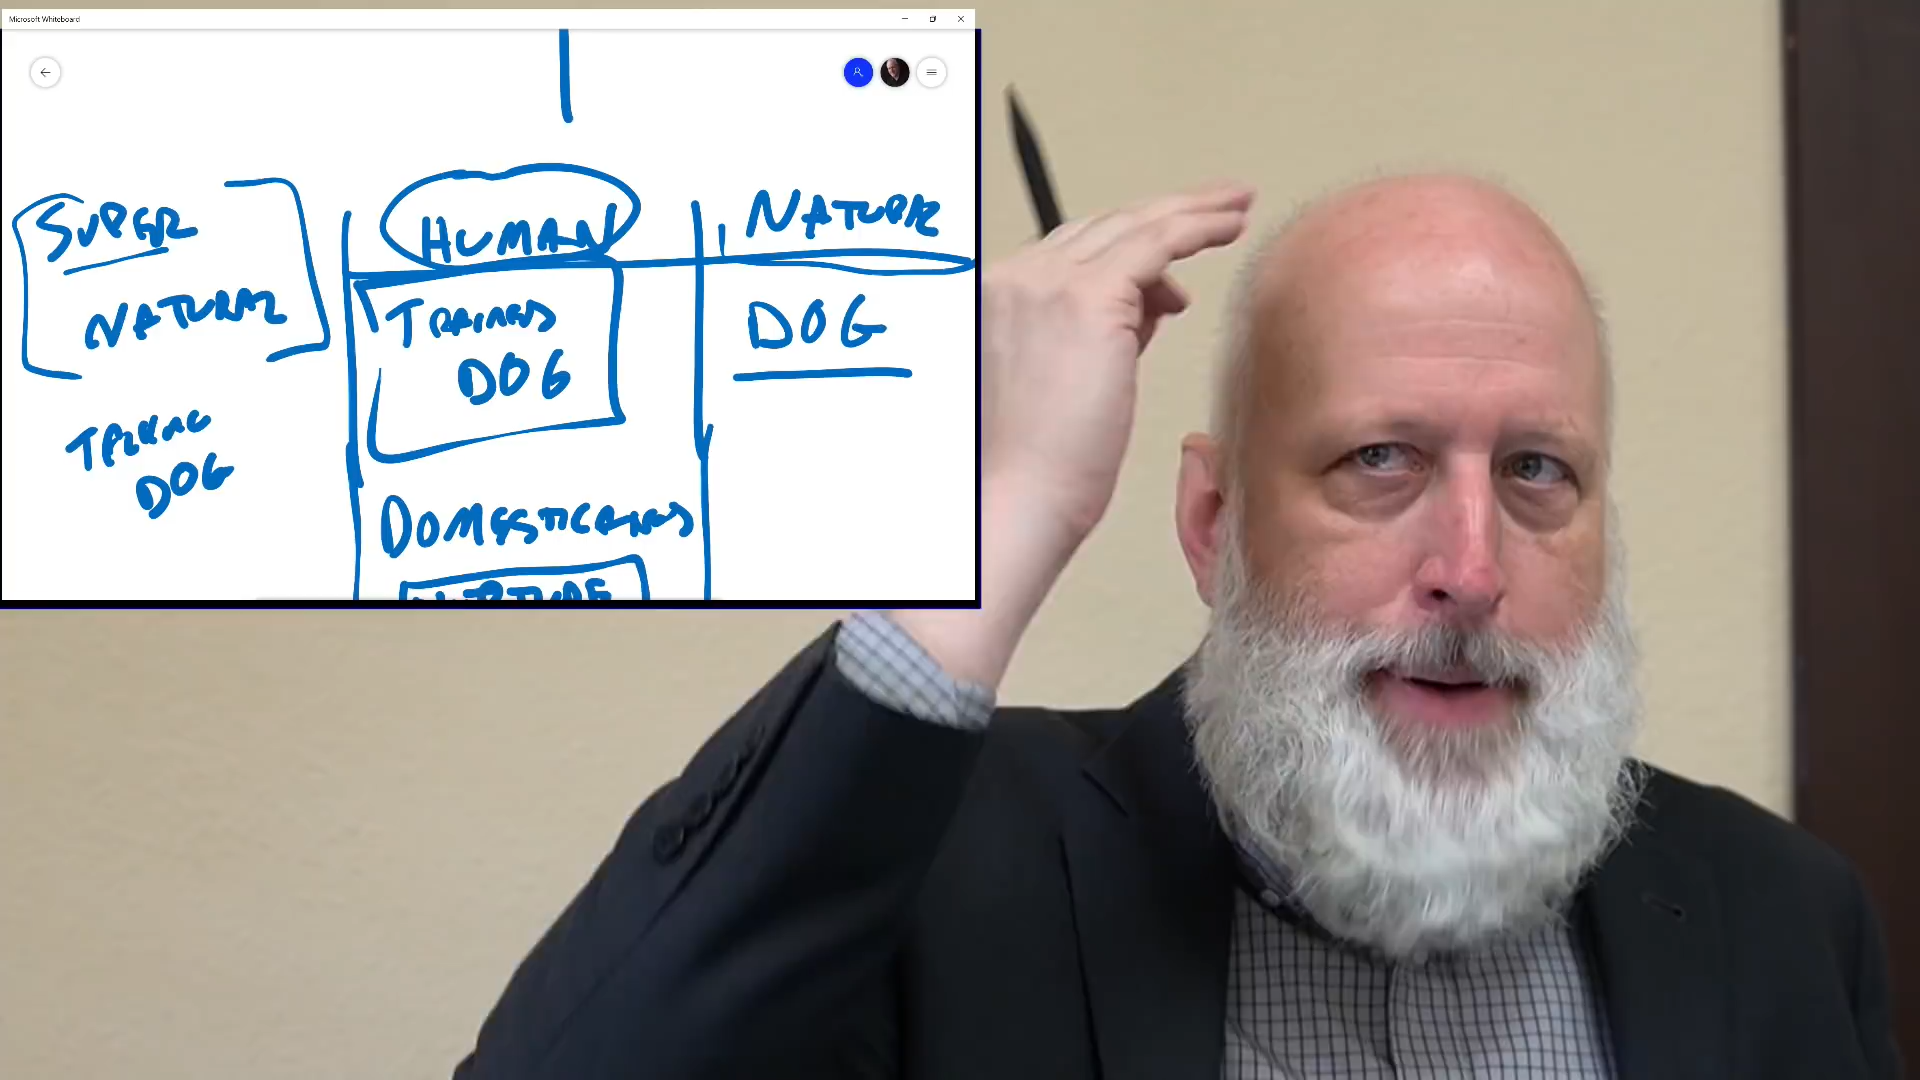 Microsoft Whiteboard
SUPER
NATURAL
TALKING
DOG
HUMAN
TRAINED
DOG
DOMESTICATED
NATURE
DOG